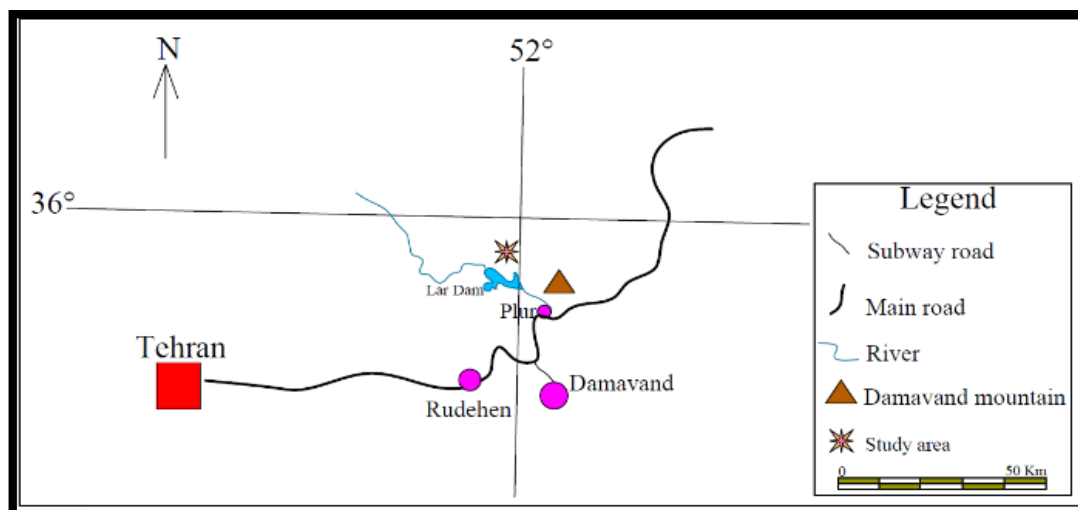 N
52°
36°
Lar Dam
Plur
Tehran
Rudehen
Damavand
Legend
Subway road
Main road
River
Damavand mountain
Study area
0 50 Km